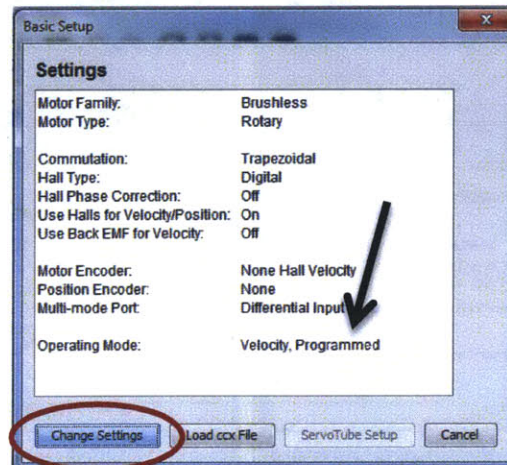 Basic Setup
Settings
Motor Family: Brushless
Motor Type: Rotary
Commutation: Trapezoidal
Hall Type: Digital
Hall Phase Correction: Off
Use Halls for Velocity/Position: On
Use Back EMF for Velocity: Off
Motor Encoder: None Hall Velocity
Position Encoder: None
Multi-mode Port: Differential Input
Operating Mode: Velocity, Programmed
Change Settings Load ccx File ServoTube Setup Cancel